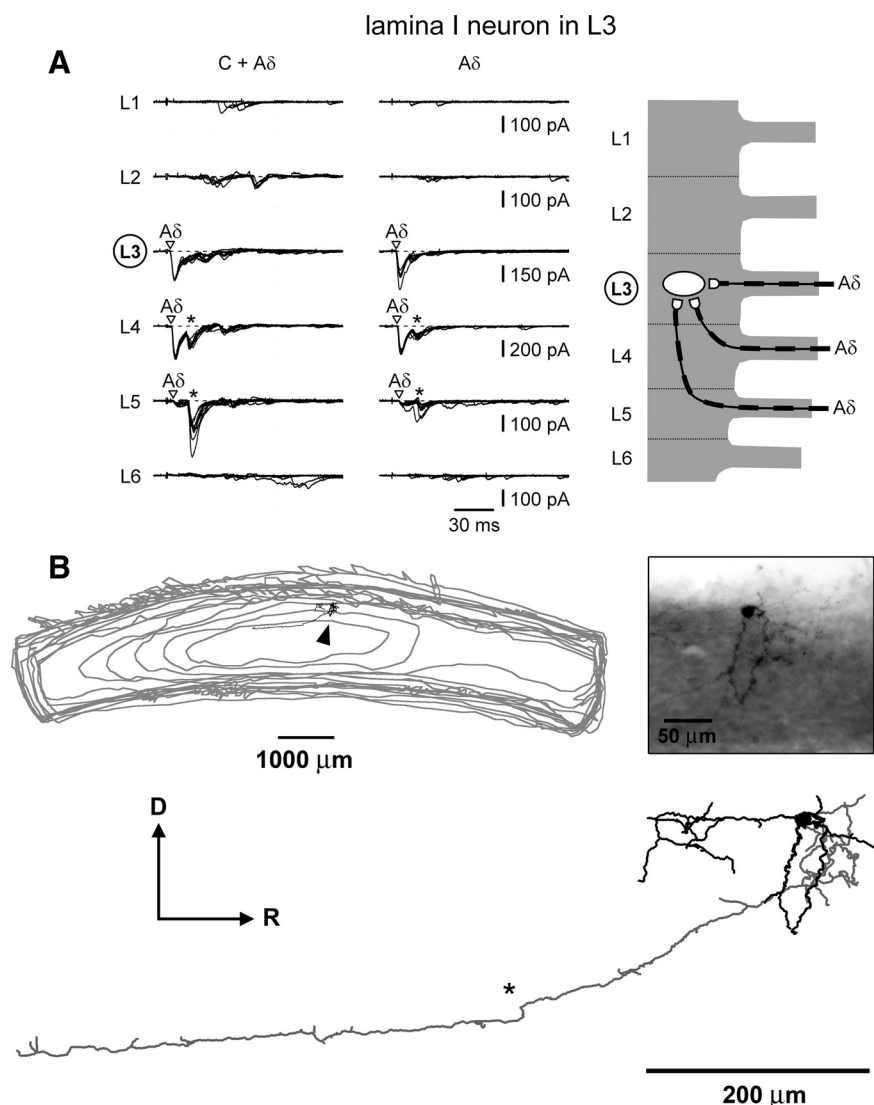 lamina I neuron in L3
A
C + Aδ
Aδ
L1
100 pA
L2
100 pA
Aδ
Aδ
L3
150 pA
Aδ
*
Aδ
*
L4
200 pA
Aδ
*
Aδ
*
L5
100 pA
L6
100 pA
30 ms
L1
L2
L3
Aδ
L4
Aδ
L5
Aδ
L6
B
1000 μm
50 μm
D
R
*
200 μm